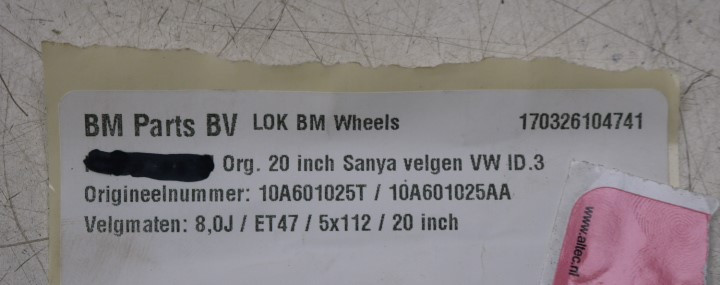 BM Parts BV LOK BM Wheels 170326104741
Org. 20 inch Sanya velgen VW ID.3
Origineelnummer: 10A601025T / 10A601025AA
Velgmaten: 8,0J / ET47 / 5x112 / 20 inch
www.altec.nl